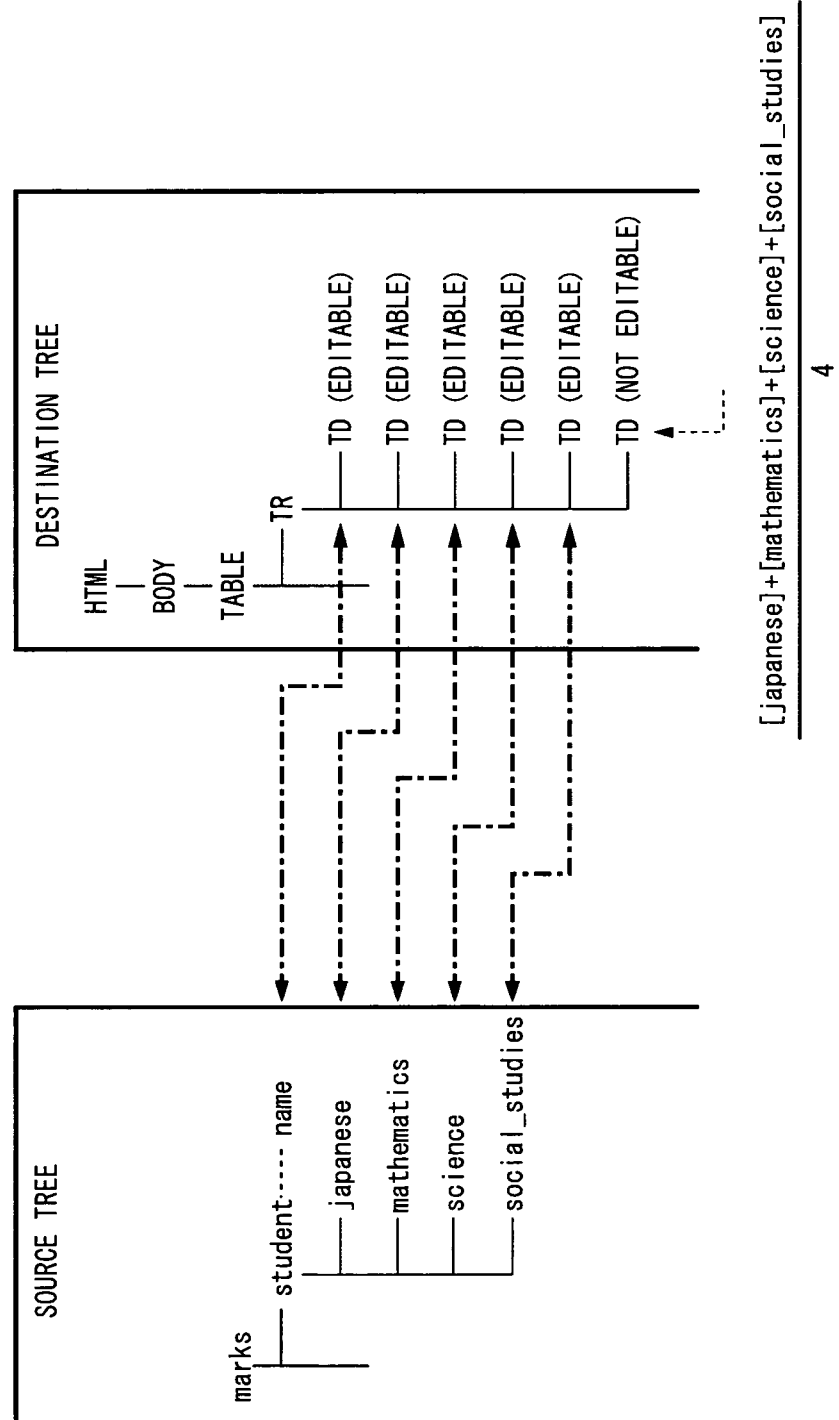 SOURCE TREE
marks
student
name
japanese
mathematics
science
social_studies
DESTINATION TREE
HTML
BODY
TABLE
TR
TD (EDITABLE)
TD (EDITABLE)
TD (EDITABLE)
TD (EDITABLE)
TD (EDITABLE)
TD (NOT EDITABLE)
[japanese]+[mathematics]+[science]+[social_studies]
4